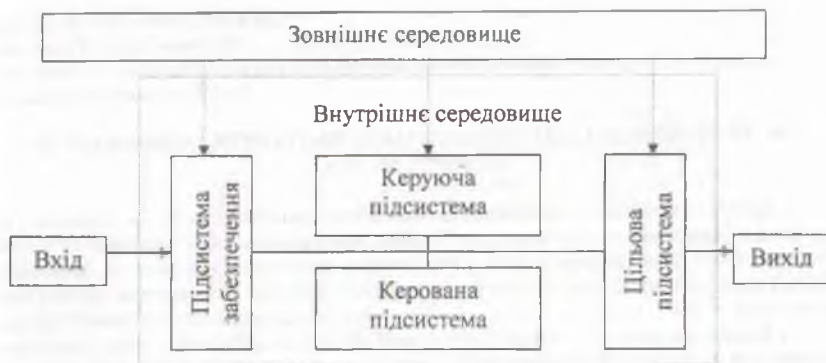 Зовнішнє середовище
Внутрішнє середовище
Вхід
Підсистема
забезпечення
Керуюча
підсистема
Керована
підсистема
Цільова
підсистема
Вихід